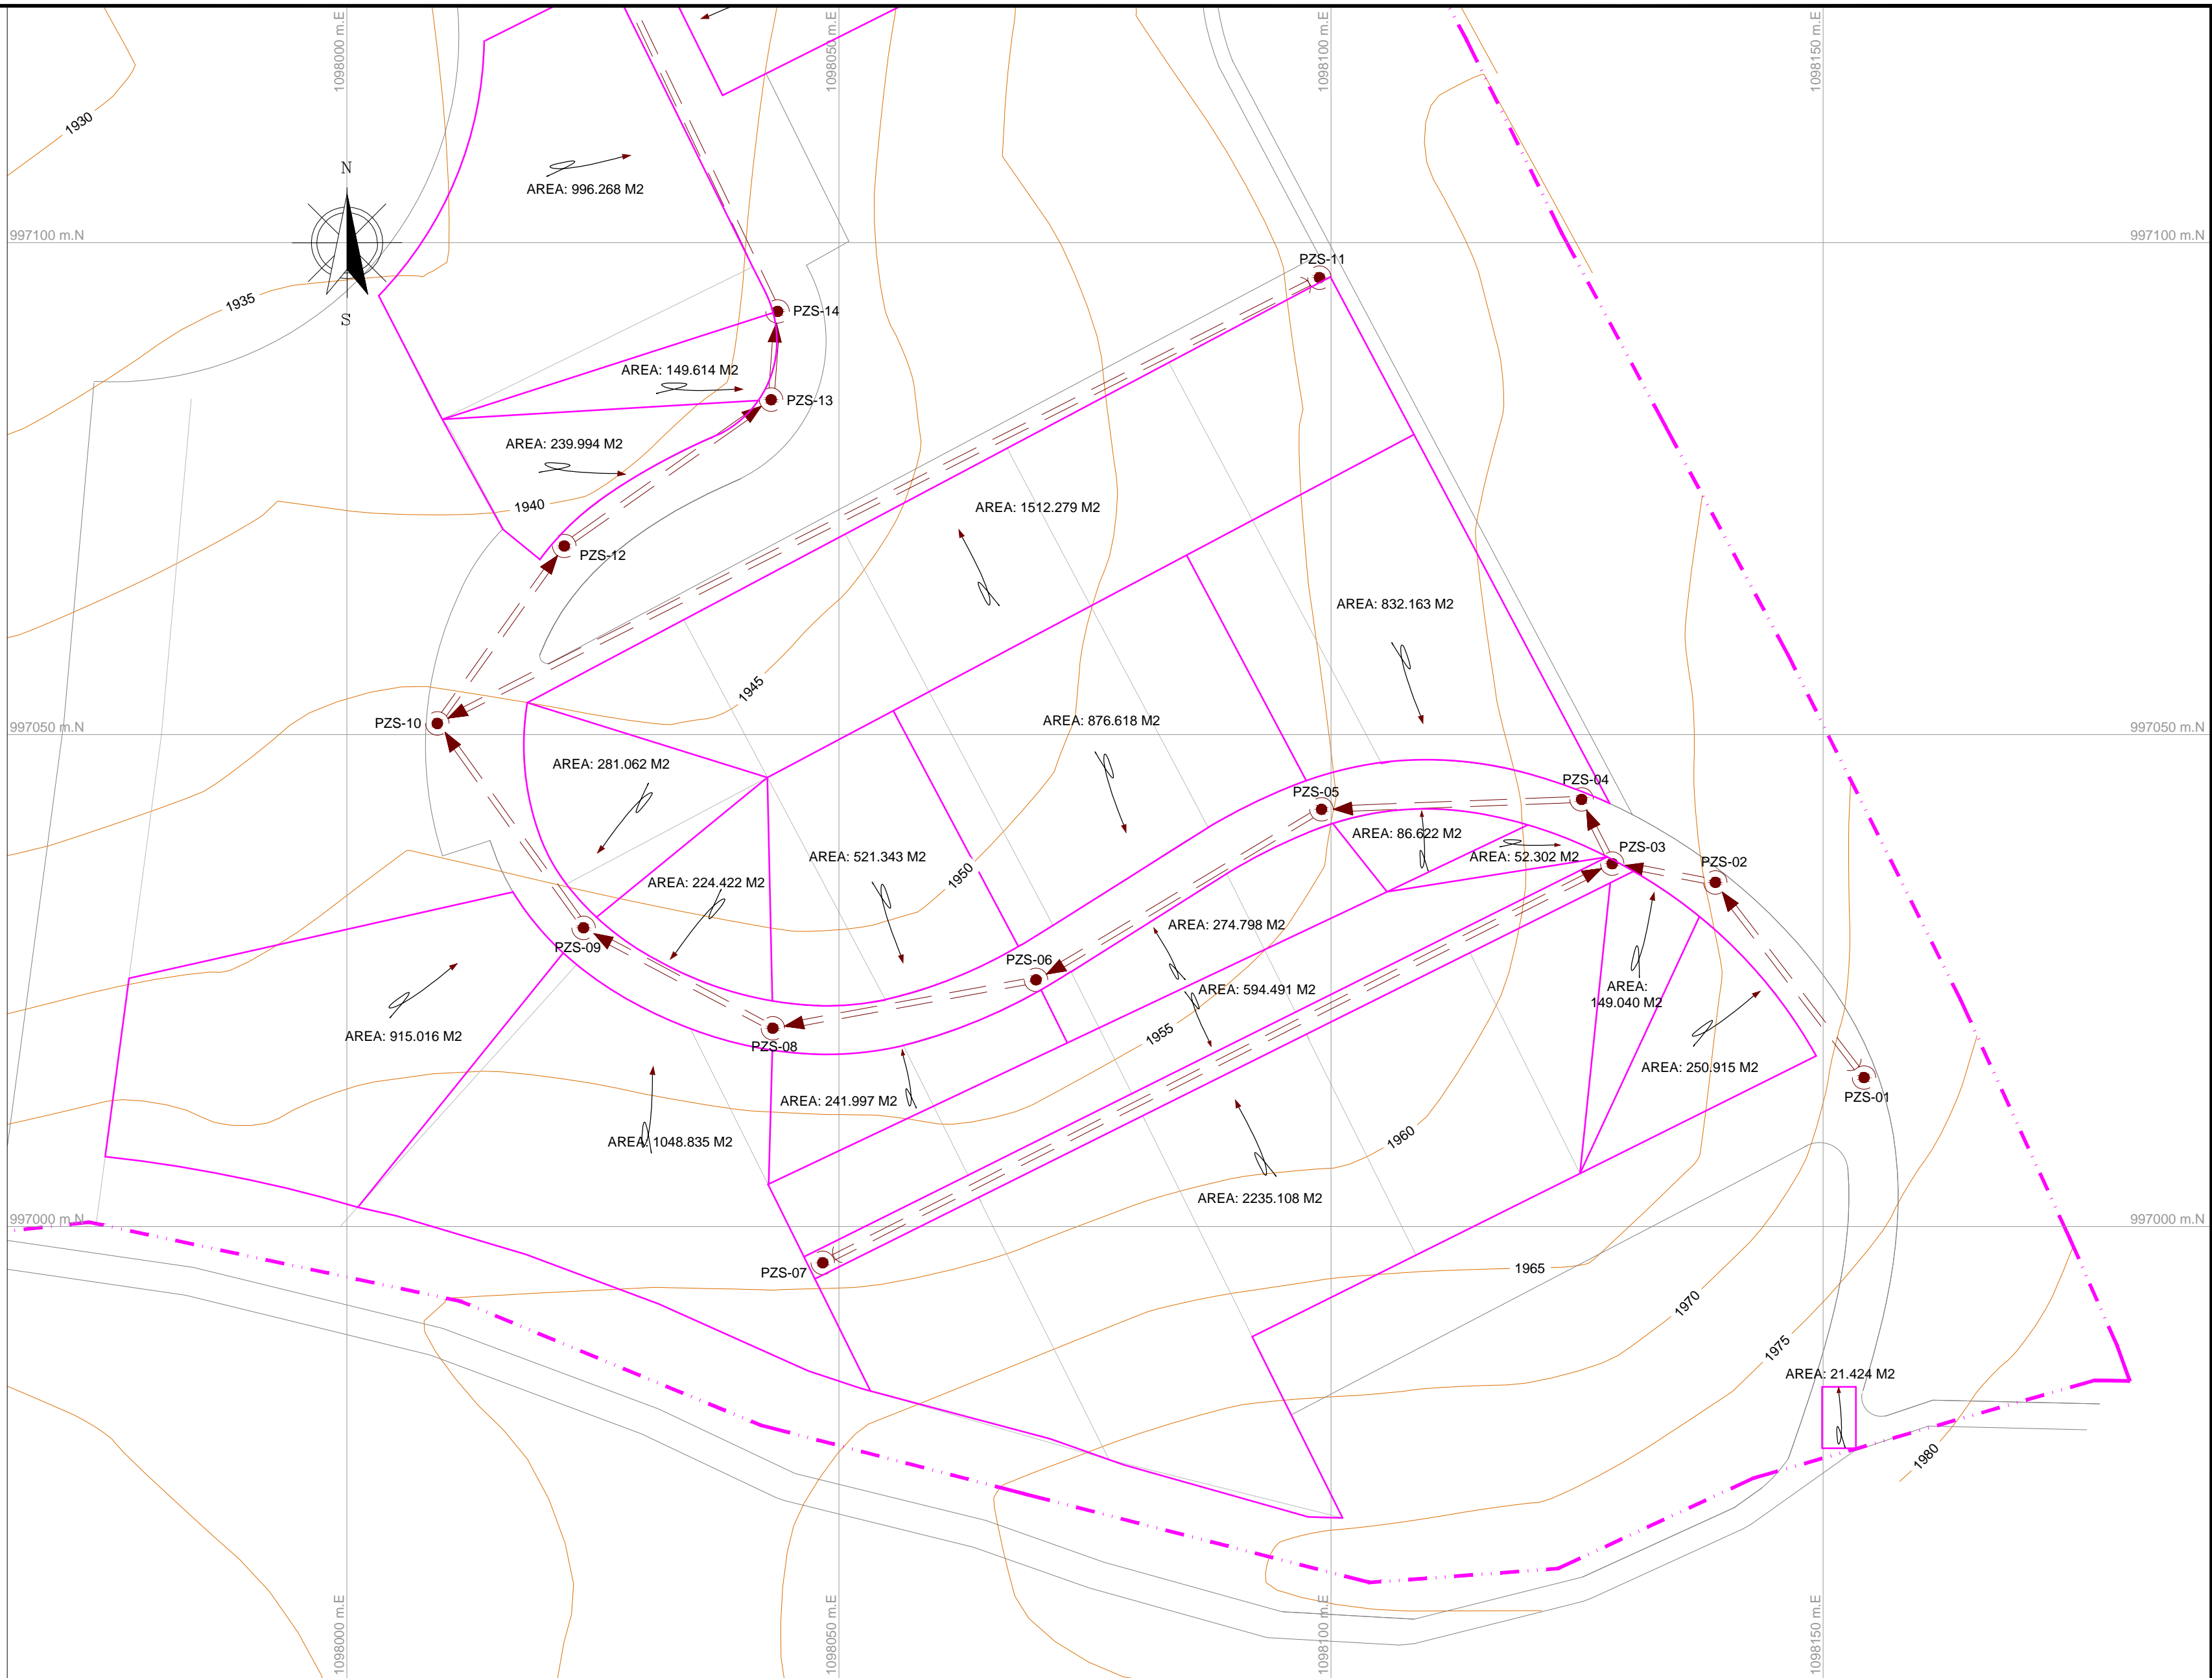 1098000 m.E
1098050 m.E
1098100 m.E
1098150 m.E
1930
N
AREA: 996.268 M2
997100 m.N
997100 m.N
PZS-11
1935
S
PZS-14
AREA: 149.614 M2
PZS-13
AREA: 239.994 M2
1940
AREA: 1512.279 M2
PZS-12
AREA: 832.163 M2
1945
PZS-10
AREA: 876.618 M2
997050 m.N
997050 m.N
AREA: 281.062 M2
PZS-04
PZS-05
AREA: 86.622 M2
PZS-03
AREA: 521.343 M2
AREA: 52.302 M2
PZS-02
1950
AREA: 224.422 M2
AREA: 274.798 M2
PZS-09
PZS-06
AREA: 594.491 M2
AREA:
149.040 M2
AREA: 915.016 M2
1955
PZS-08
AREA: 250.915 M2
AREA: 241.997 M2
PZS-01
1960
AREA: 1048.835 M2
AREA: 2235.108 M2
997000 m.N
997000 m.N
PZS-07
1965
1970
1975
AREA: 21.424 M2
1980
1098000 m.E
1098050 m.E
1098100 m.E
1098150 m.E